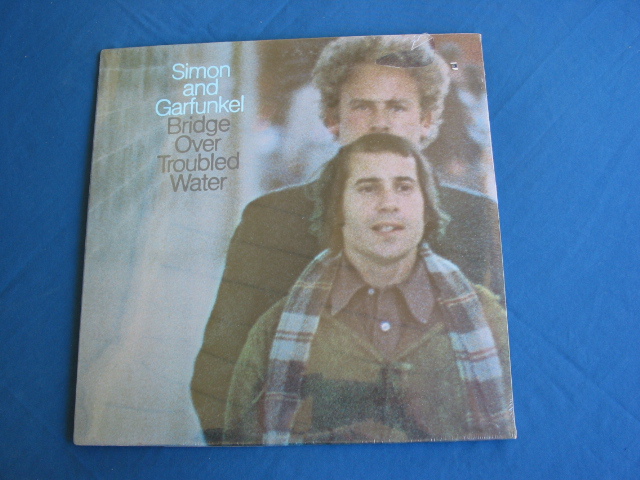 Simon
and
Garfunkel
Bridge
Over
Troubled
Water